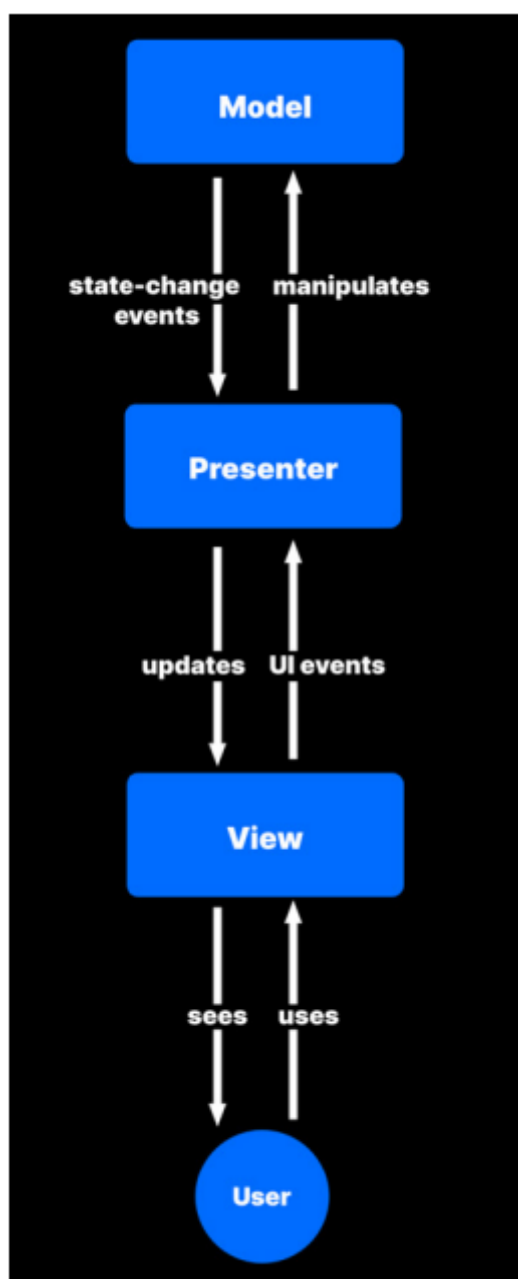 Model
state-change
events
manipulates
Presenter
updates
UI events
View
sees
uses
User